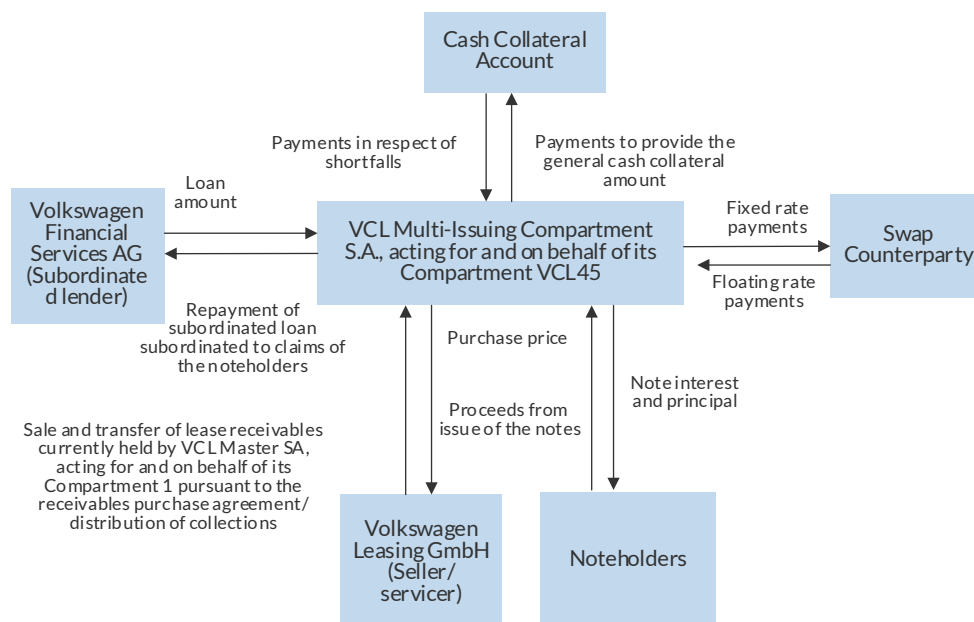 Cash Collateral
Account
Payments in respect of
shortfalls
Payments to provide the
general cash collateral
amount
Loan
amount
Volkswagen
Financial
Services AG
(Subordinate
d lender)
VCL Multi-Issuing Compartment
S.A., acting for and on behalf of its
Compartment VCL45
Fixed rate
payments
Swap
Counterparty
Floating rate
payments
Repayment of
subordinated loan
subordinated to claims of
the noteholders
Purchase price
Note interest
and principal
Proceeds from
issue of the notes
Sale and transfer of lease receivables
currently held by VCL Master SA,
acting for and on behalf of its
Compartment 1 pursuant to the
receivables purchase agreement/
distribution of collections
Volkswagen
Leasing GmbH
(Seller/
servicer)
Noteholders